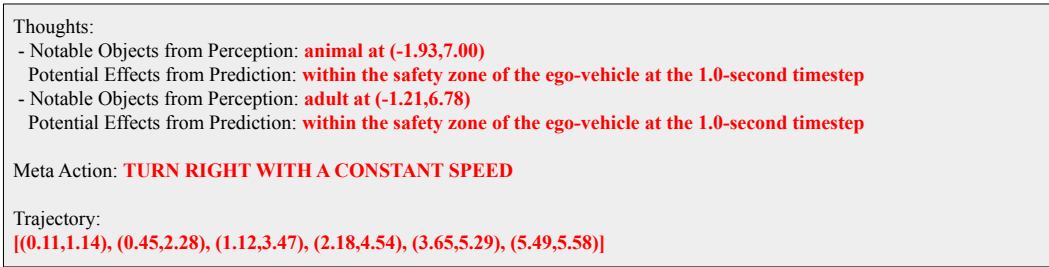 Thoughts:
- Notable Objects from Perception: animal at (-1.93,7.00)
Potential Effects from Prediction: within the safety zone of the ego-vehicle at the 1.0-second timestep
- Notable Objects from Perception: adult at (-1.21,6.78)
Potential Effects from Prediction: within the safety zone of the ego-vehicle at the 1.0-second timestep
Meta Action: TURN RIGHT WITH A CONSTANT SPEED
Trajectory:
[(0.11,1.14), (0.45,2.28), (1.12,3.47), (2.18,4.54), (3.65,5.29), (5.49,5.58)]